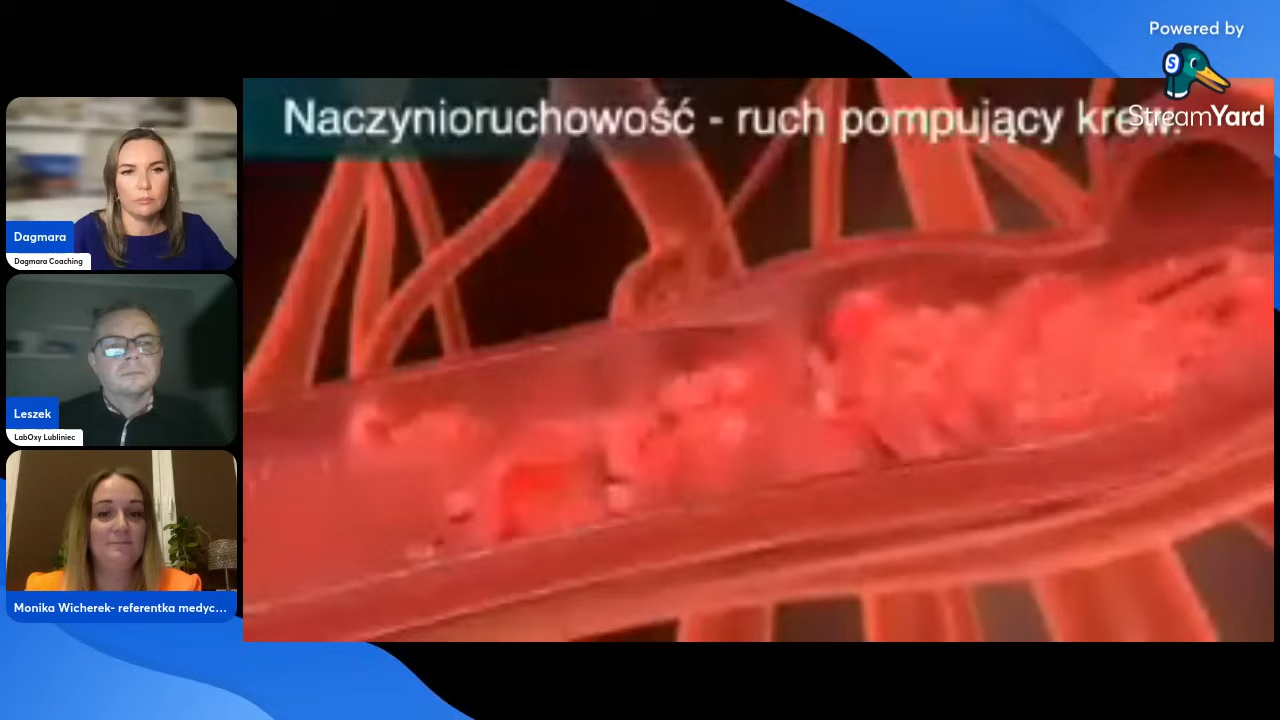 Powered by
StreamYard
Naczynioruchowość - ruch pompujący krew.
Dagmara
Dagmara Coaching
Leszek
LabOxy Lubliniec
Monika Wicherek- referentka medyc...